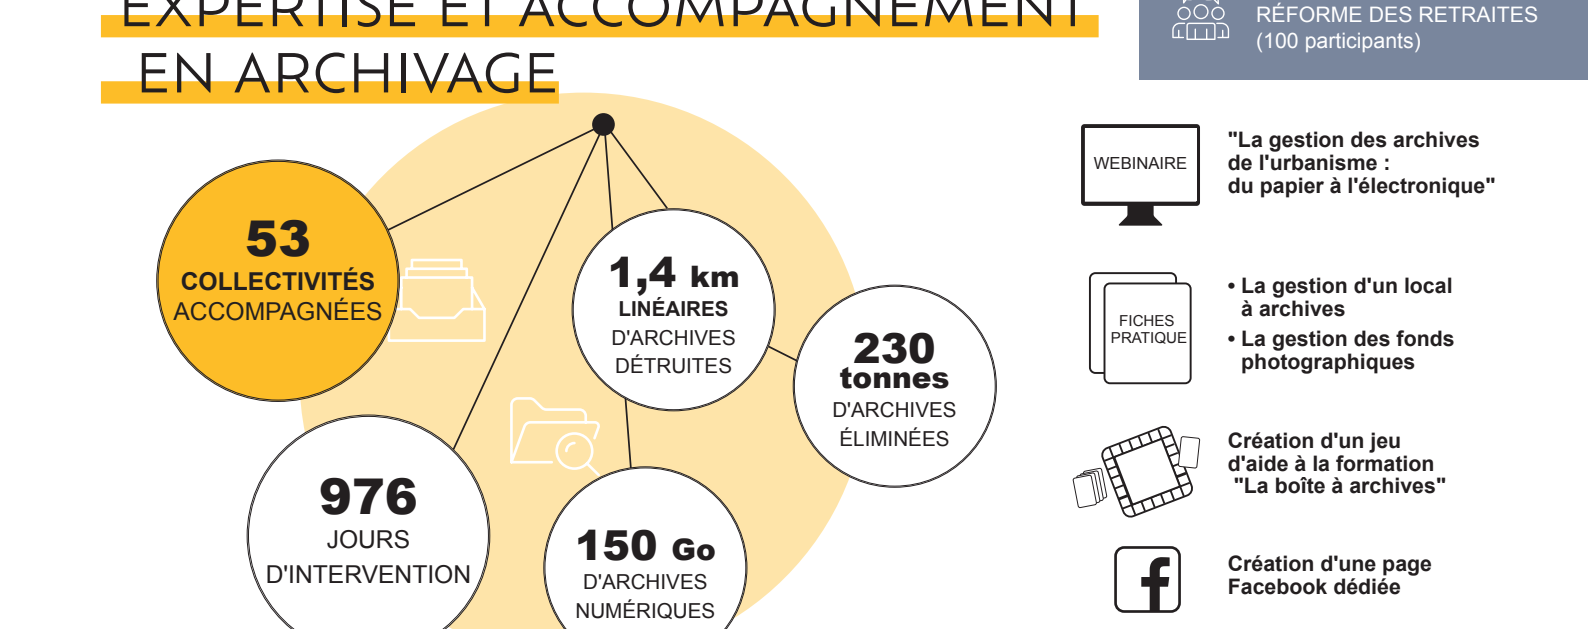 EXPERTISE ET ACCOMPAGNEMENT
EN ARCHIVAGE
RÉFORME DES RETRAITES
(100 participants)
53
COLLECTIVITÉS
ACCOMPAGNÉES
1,4 km
LINÉAIRES
D'ARCHIVES
DÉTRUITES
230
tonnes
D'ARCHIVES
ÉLIMINÉES
976
JOURS
D'INTERVENTION
150 Go
D'ARCHIVES
NUMÉRIQUES
WEBINAIRE
"La gestion des archives
de l'urbanisme :
du papier à l'électronique"
FICHES
PRATIQUE
• La gestion d'un local
à archives
• La gestion des fonds
photographiques
Création d'un jeu
d'aide à la formation
"La boîte à archives"
Création d'une page
Facebook dédiée